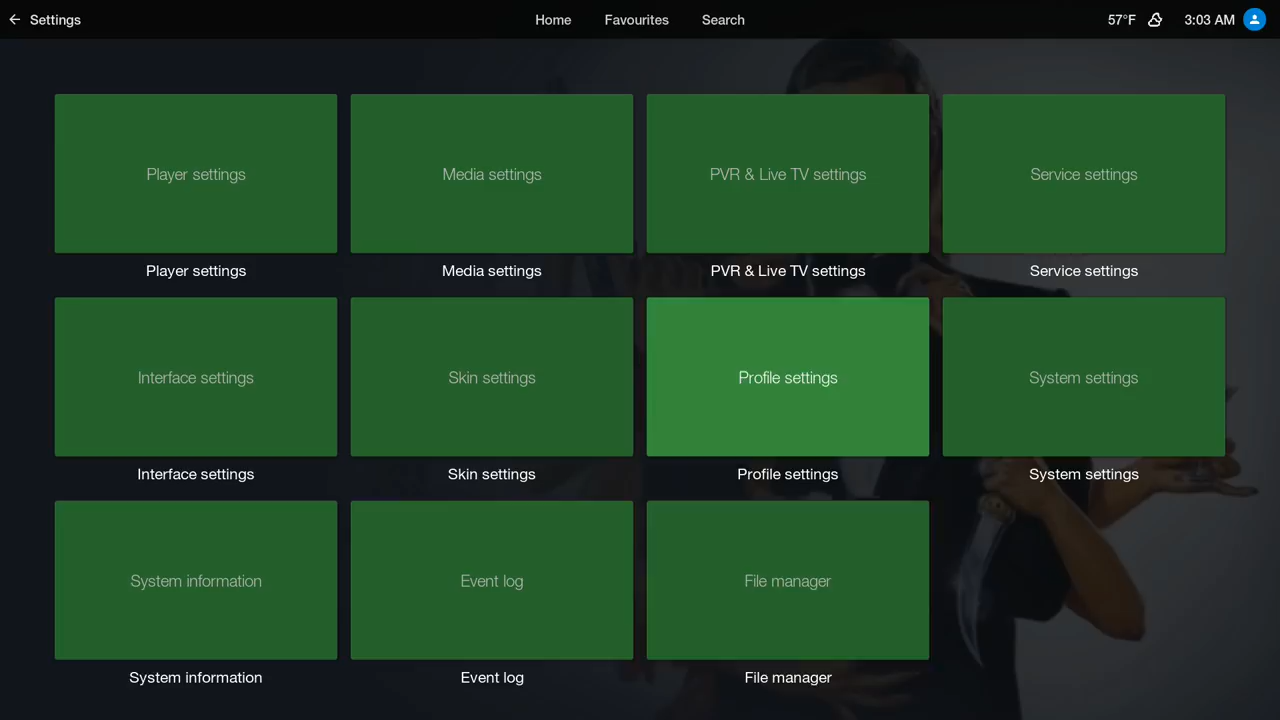 Settings
Home Favourites Search
57°F 3:03 AM
Player settings Media settings PVR & Live TV settings Service settings
Player settings Media settings PVR & Live TV settings Service settings
Interface settings Skin settings Profile settings System settings
Interface settings Skin settings Profile settings System settings
System information Event log File manager
System information Event log File manager